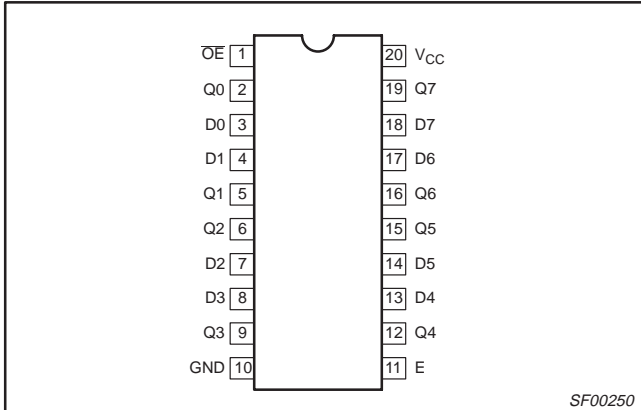 OE 1 20 VCC
Q0 2 19 Q7
D0 3 18 D7
D1 4 17 D6
Q1 5 16 Q6
Q2 6 15 Q5
D2 7 14 D5
D3 8 13 D4
Q3 9 12 Q4
GND 10 11 E
SF00250